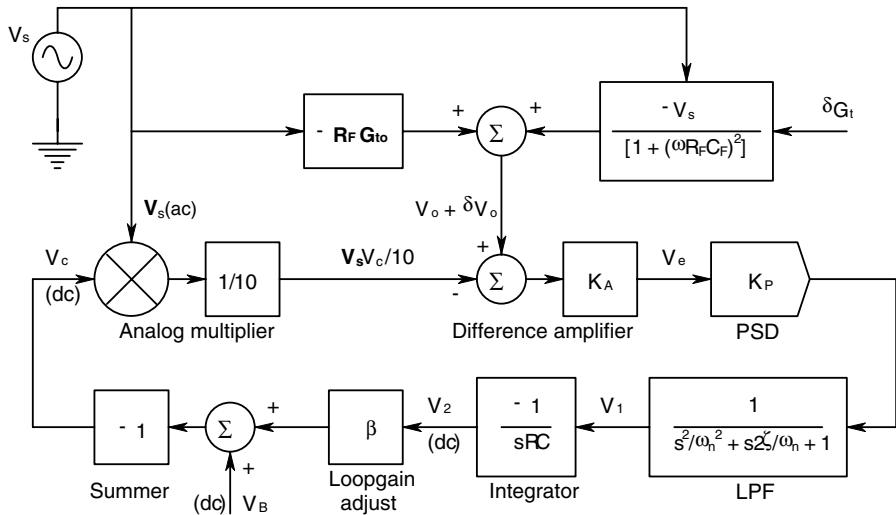 Vs
- Vs
[1 + (ωRFCF)²]
δGt
- RF Gto
+
Σ
+
Vs(ac)
Vo + δVo
Vc
(dc)
1/10
VsVc/10
+
-
Σ
KA
Ve
KP
Analog multiplier
Difference amplifier
PSD
- 1
Σ
+
+
β
V2
(dc)
- 1
sRC
V1
1
s²/ωn² + s2ζ/ωn + 1
Summer
(dc)
VB
Loopgain
adjust
Integrator
LPF